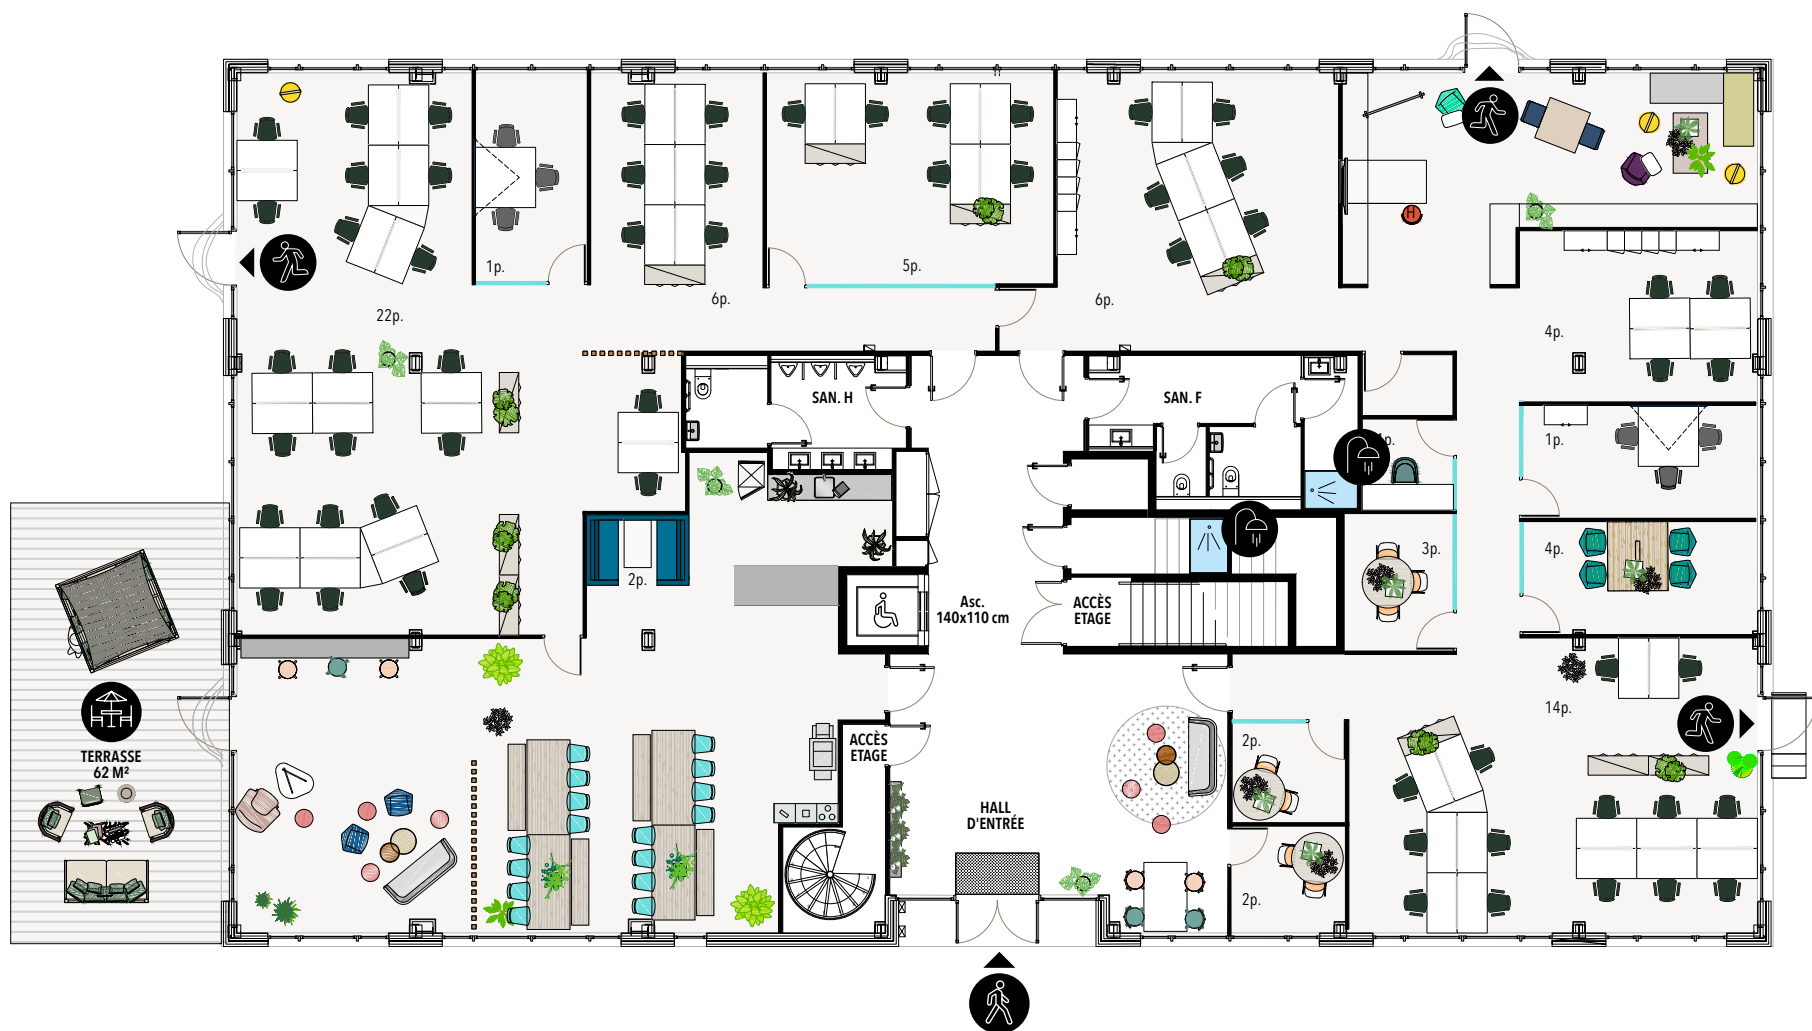 1p.
5p.
6p.
6p.
22p.
4p.
SAN. H
SAN. F
1p.
1p.
2p.
3p.
4p.
Asc.
140x110 cm
ACCÈS
ETAGE
H
14p.
TERRASSE
62 M²
ACCÈS
ETAGE
2p.
HALL
D'ENTRÉE
2p.